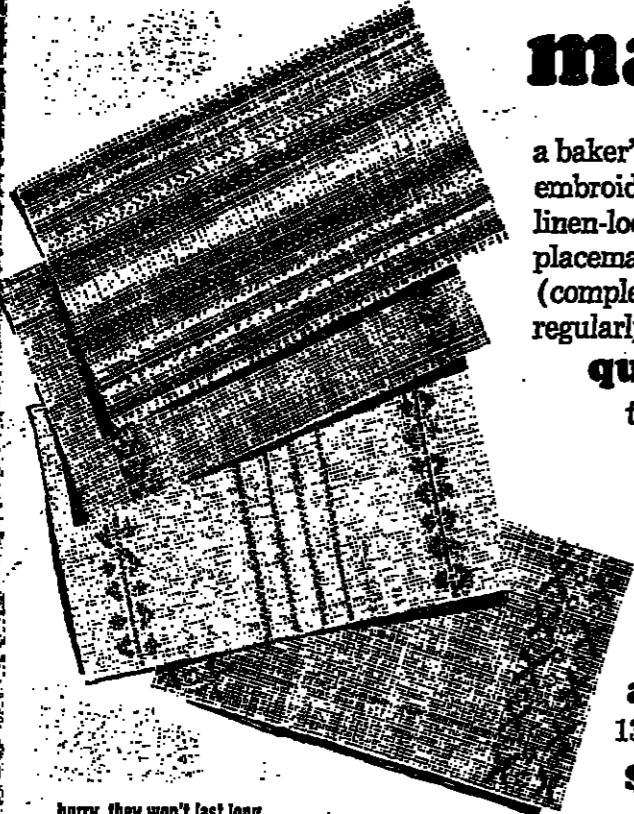 ma
a baker'
embroid
linen-loo
placema
(comple
regularly
qu
t
a
13
s
hurry, they won't last long